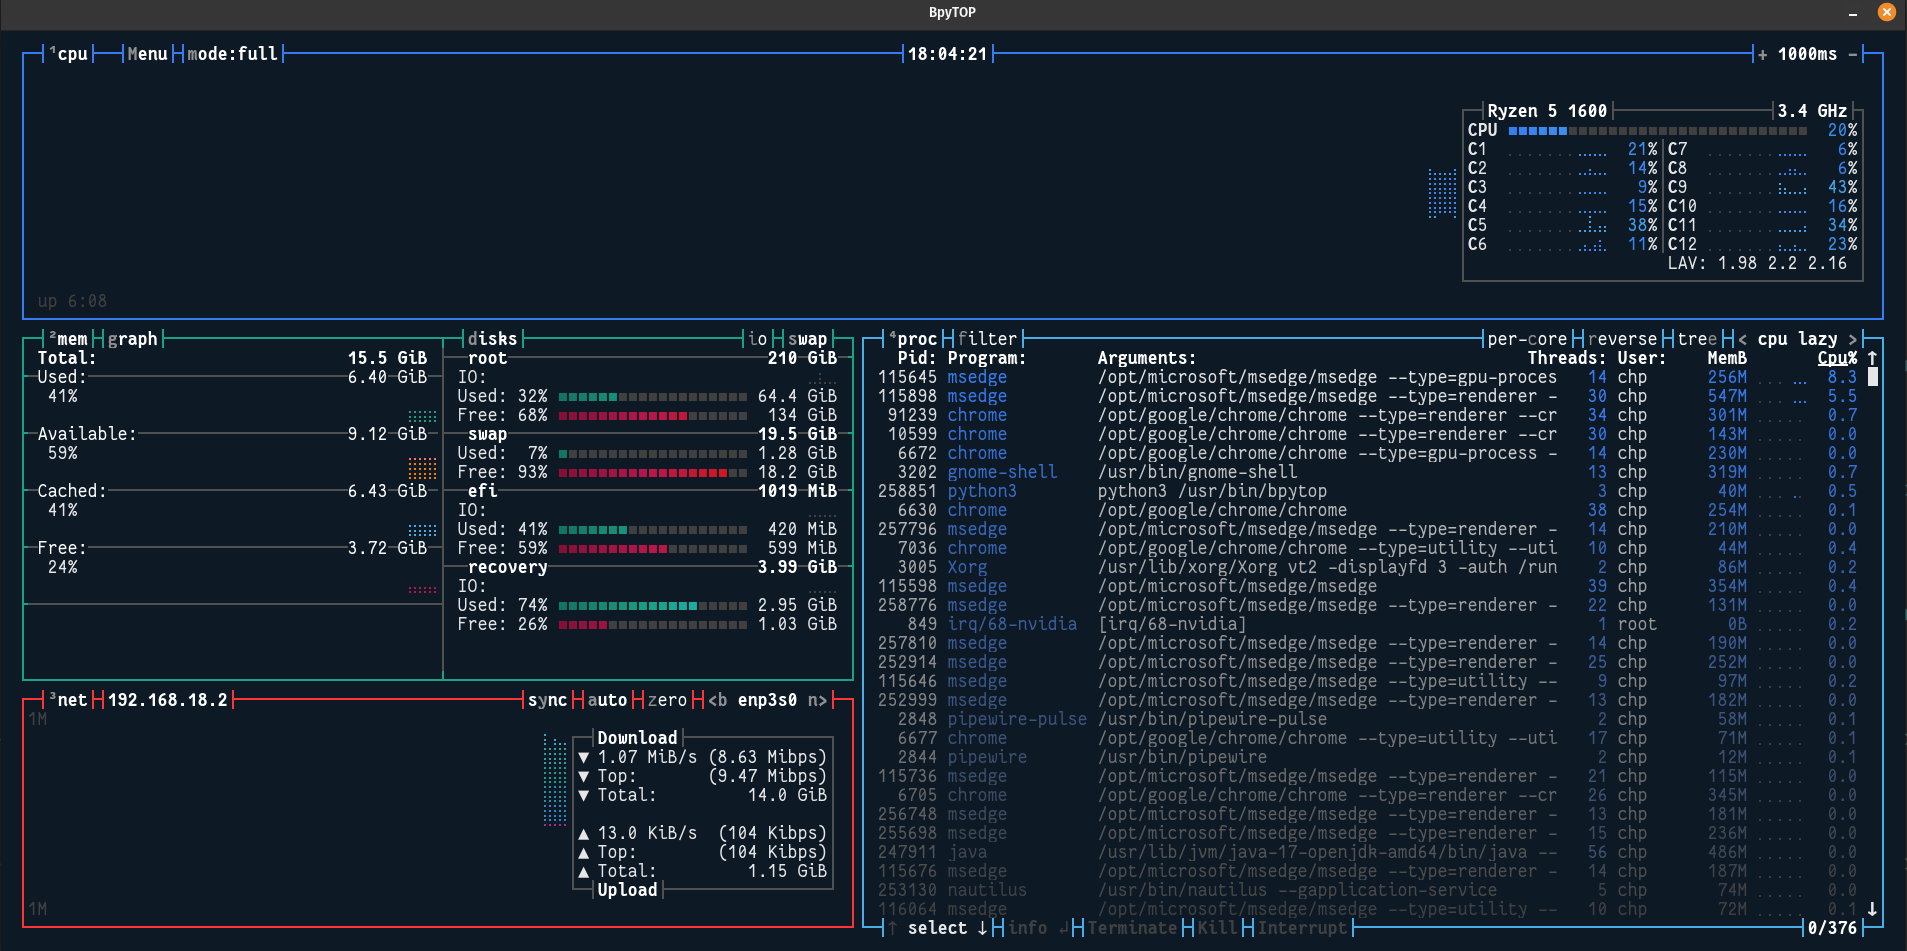 BpyTOP
¹cpu Menu mode:full 18:04:21 + 1000ms -
Ryzen 5 1600 3.4 GHz
CPU 20%
C1 21% C7 6%
C2 14% C8 6%
C3 9% C9 43%
C4 15% C10 16%
C5 38% C11 34%
C6 11% C12 23%
LAV: 1.98 2.2 2.16
up 6:08
²mem graph
Total: 15.5 GiB
Used: 6.40 GiB
41%
Available: 9.12 GiB
59%
Cached: 6.43 GiB
41%
Free: 3.72 GiB
24%
disks io swap
root 210 GiB
IO:
Used: 32% 64.4 GiB
Free: 68% 134 GiB
swap 19.5 GiB
Used: 7% 1.28 GiB
Free: 93% 18.2 GiB
efi 1019 MiB
IO:
Used: 41% 420 MiB
Free: 59% 599 MiB
recovery 3.99 GiB
IO:
Used: 74% 2.95 GiB
Free: 26% 1.03 GiB
³net 192.168.18.2 sync auto zero <b enp3s0 n>
1M
Download
▼ 1.07 MiB/s (8.63 Mibps)
▼ Top: (9.47 Mibps)
▼ Total: 14.0 GiB
▲ 13.0 KiB/s (104 Kibps)
▲ Top: (104 Kibps)
▲ Total: 1.15 GiB
Upload
1M
⁴proc filter per-core reverse tree < cpu lazy >
Pid: Program: Arguments: Threads: User: MemB Cpu% ↑
115645 msedge /opt/microsoft/msedge/msedge --type=gpu-proces 14 chp 256M 8.3
115898 msedge /opt/microsoft/msedge/msedge --type=renderer - 30 chp 547M 5.5
91239 chrome /opt/google/chrome/chrome --type=renderer --cr 34 chp 301M 0.7
10599 chrome /opt/google/chrome/chrome --type=renderer --cr 30 chp 143M 0.0
6672 chrome /opt/google/chrome/chrome --type=gpu-process - 14 chp 230M 0.0
3202 gnome-shell /usr/bin/gnome-shell 13 chp 319M 0.7
258851 python3 python3 /usr/bin/bpytop 3 chp 40M 0.5
6630 chrome /opt/google/chrome/chrome 38 chp 254M 0.1
257796 msedge /opt/microsoft/msedge/msedge --type=renderer - 14 chp 210M 0.0
7036 chrome /opt/google/chrome/chrome --type=utility --uti 10 chp 44M 0.4
3005 Xorg /usr/lib/xorg/Xorg vt2 -displayfd 3 -auth /run 2 chp 86M 0.2
115598 msedge /opt/microsoft/msedge/msedge 39 chp 354M 0.4
258776 msedge /opt/microsoft/msedge/msedge --type=renderer - 22 chp 131M 0.0
849 irq/68-nvidia [irq/68-nvidia] 1 root 0B 0.2
257810 msedge /opt/microsoft/msedge/msedge --type=renderer - 14 chp 190M 0.0
252914 msedge /opt/microsoft/msedge/msedge --type=renderer - 25 chp 252M 0.0
115646 msedge /opt/microsoft/msedge/msedge --type=utility -- 9 chp 97M 0.2
252999 msedge /opt/microsoft/msedge/msedge --type=renderer - 13 chp 182M 0.0
2848 pipewire-pulse /usr/bin/pipewire-pulse 2 chp 58M 0.1
6677 chrome /opt/google/chrome/chrome --type=utility --uti 17 chp 71M 0.1
2844 pipewire /usr/bin/pipewire 2 chp 12M 0.1
115736 msedge /opt/microsoft/msedge/msedge --type=renderer - 21 chp 115M 0.0
6705 chrome /opt/google/chrome/chrome --type=renderer --cr 26 chp 345M 0.0
256748 msedge /opt/microsoft/msedge/msedge --type=renderer - 13 chp 181M 0.0
255698 msedge /opt/microsoft/msedge/msedge --type=renderer - 15 chp 236M 0.0
247911 java /usr/lib/jvm/java-17-openjdk-amd64/bin/java -- 56 chp 486M 0.0
115676 msedge /opt/microsoft/msedge/msedge --type=renderer - 14 chp 187M 0.0
253130 nautilus /usr/bin/nautilus --gapplication-service 5 chp 74M 0.0
116064 msedge /opt/microsoft/msedge/msedge --type=utility -- 10 chp 72M 0.1 ↓
↑ select ↓ info ↲ Terminate Kill Interrupt 0/376